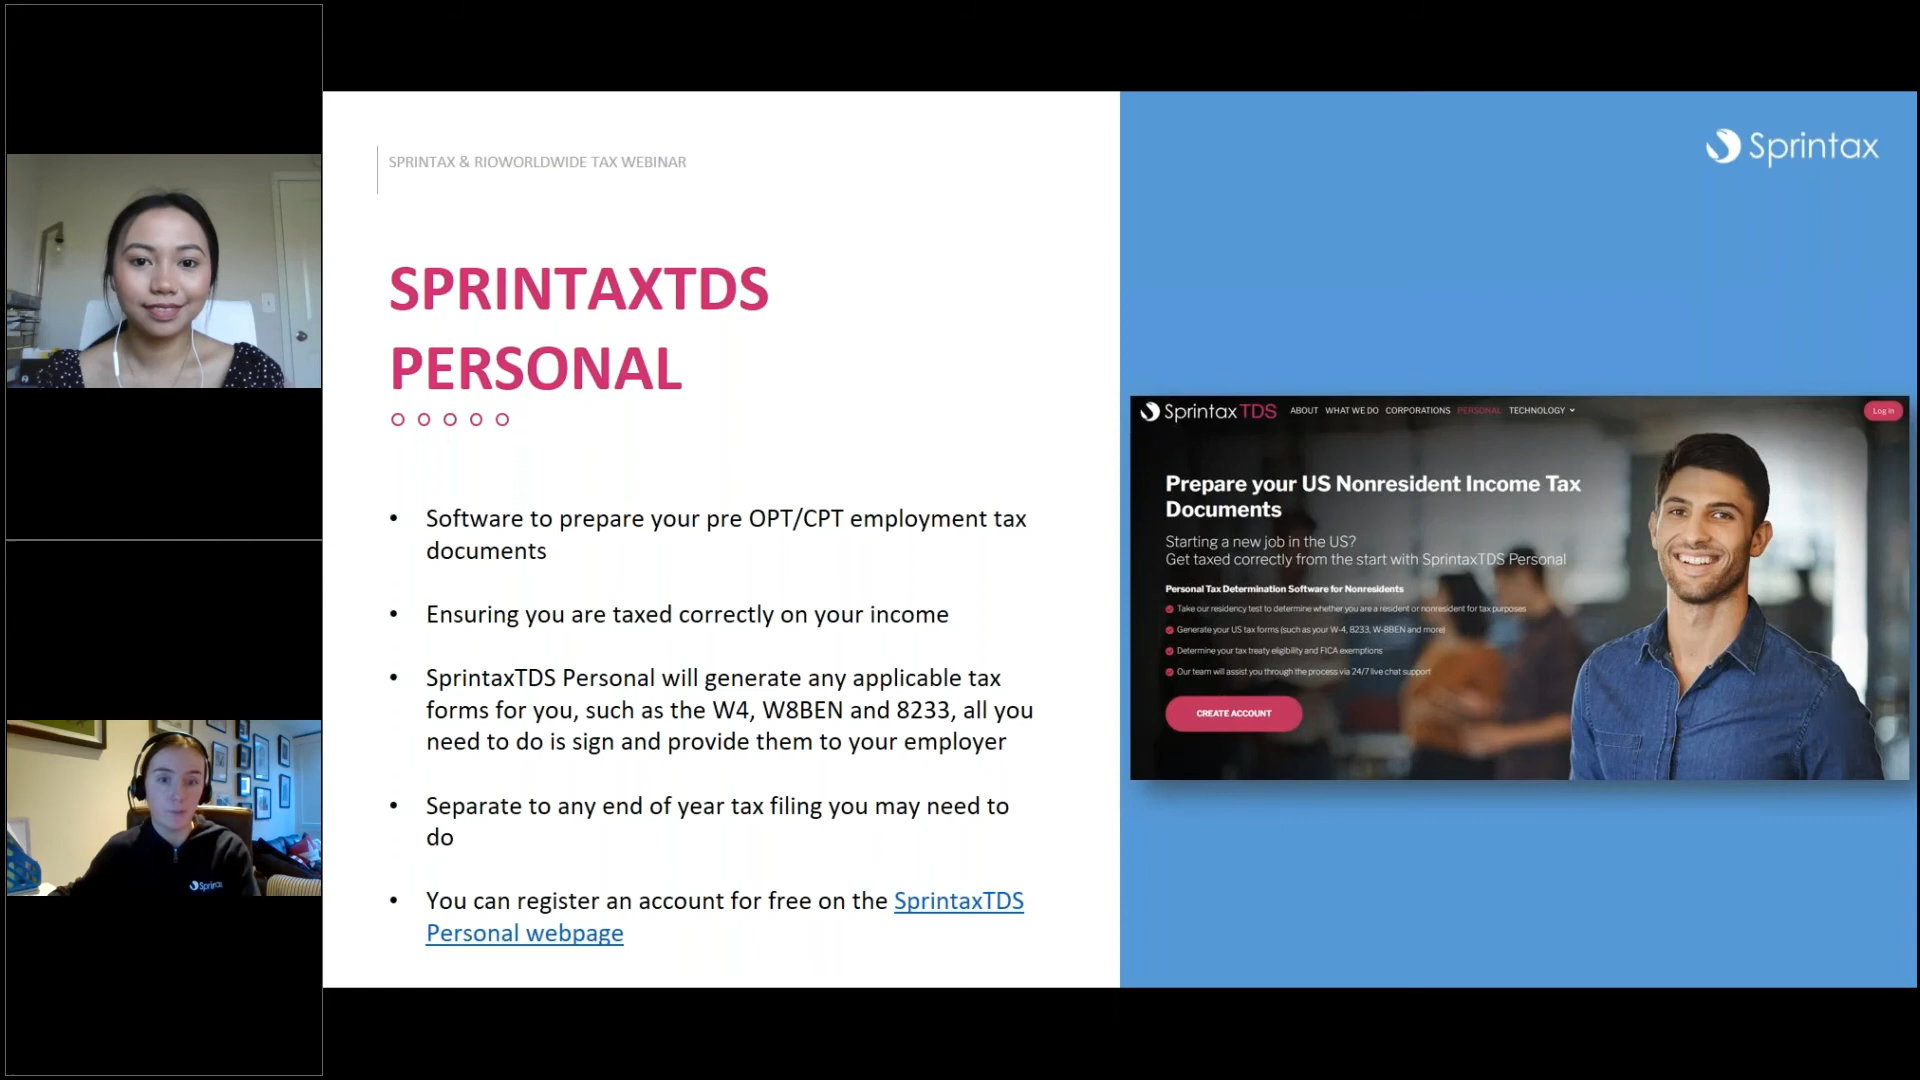 SPRINTAX & RIOWORLDWIDE TAX WEBINAR
SPRINTAXTDS
PERSONAL
• Software to prepare your pre OPT/CPT employment tax
documents
• Ensuring you are taxed correctly on your income
• SprintaxTDS Personal will generate any applicable tax
forms for you, such as the W4, W8BEN and 8233, all you
need to do is sign and provide them to your employer
• Separate to any end of year tax filing you may need to
do
• You can register an account for free on the SprintaxTDS
Personal webpage
Sprintax
SprintaxTDS ABOUT WHAT WE DO CORPORATIONS PERSONAL TECHNOLOGY Log in
Prepare your US Nonresident Income Tax
Documents
Starting a new job in the US?
Get taxed correctly from the start with SprintaxTDS Personal
Personal Tax Determination Software for Nonresidents
Take our residency test to determine whether you are a resident or nonresident for tax purposes
Generate your US tax forms (such as your W-4, 8233, W-8BEN and more)
Determine your tax treaty eligibility and FICA exemptions
Our team will assist you through the process via 24/7 live chat support
CREATE ACCOUNT